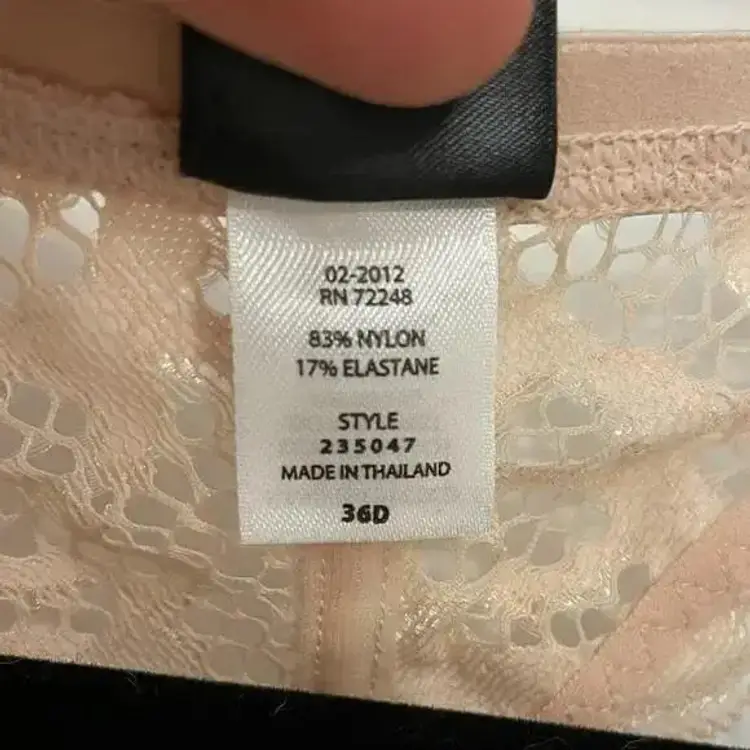 02-2012
RN 72248
83% NYLON
17% ELASTANE
STYLE
235047
MADE IN THAILAND
36D